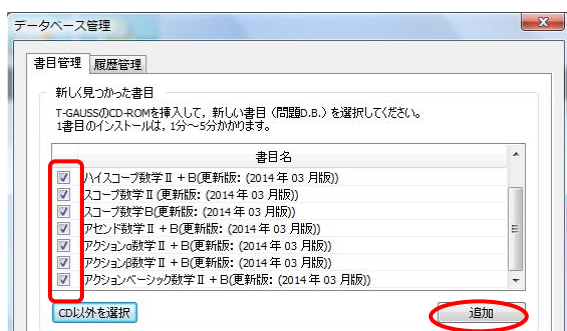 データベース管理
書目管理 履歴管理
新しく見つかった書目
T-GAUSSのCD-ROMを挿入して，新しい書目（問題D.B.）を選択してください。
1書目のインストールは，1分～5分かかります。
書目名
ハイスコープ数学Ⅱ＋B(更新版: (2014 年 03 月版))
スコープ数学Ⅱ(更新版: (2014 年 03 月版))
スコープ数学B(更新版: (2014 年 03 月版))
アセンド数学Ⅱ＋B(更新版: (2014 年 03 月版))
アクションα数学Ⅱ＋B(更新版: (2014 年 03 月版))
アクションβ数学Ⅱ＋B(更新版: (2014 年 03 月版))
アクションベーシック数学Ⅱ＋B(更新版: (2014 年 03 月版))
CD以外を選択 追加